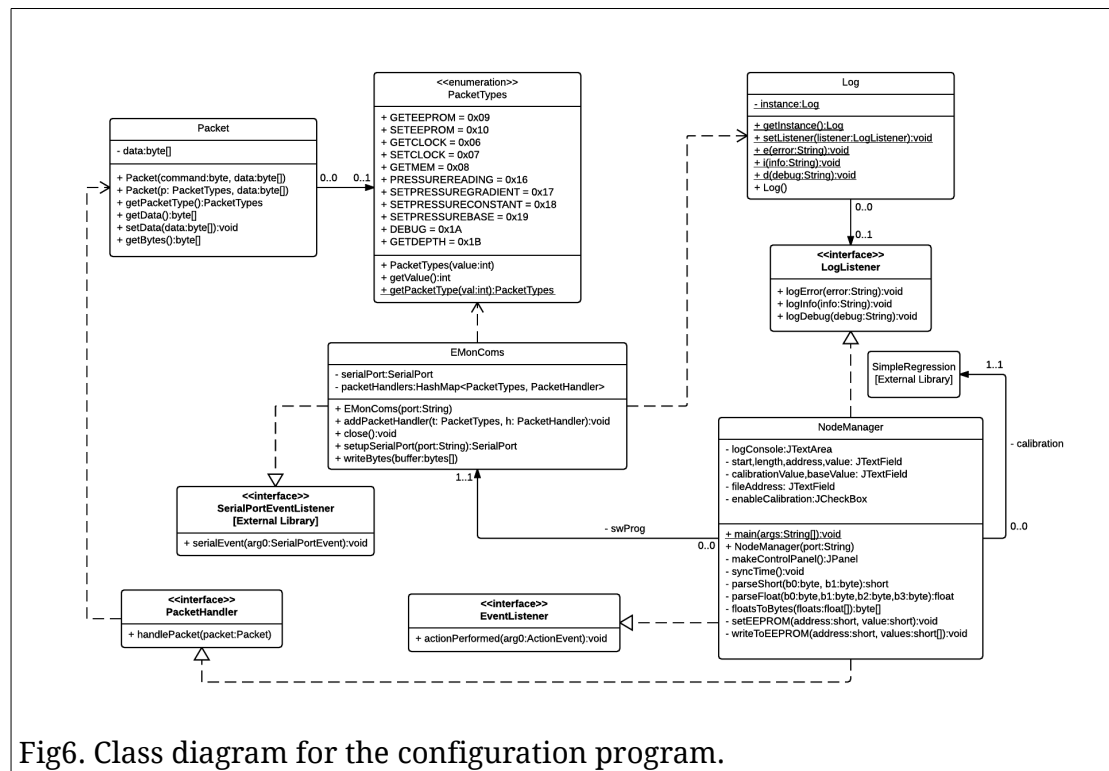 <<enumeration>>
PacketTypes
+ GETEEPROM = 0x09
+ SETEEPROM = 0x10
+ GETCLOCK = 0x06
+ SETCLOCK = 0x07
+ GETMEM = 0x08
+ PRESSUREREADING = 0x16
+ SETPRESSUREGRADIENT = 0x17
+ SETPRESSURECONSTANT = 0x18
+ SETPRESSUREBASE = 0x19
+ DEBUG = 0x1A
+ GETDEPTH = 0x1B
+ PacketTypes(value:int)
+ getValue():int
+ getPacketType(val:int):PacketTypes
Log
- instance:Log
+ getInstance():Log
+ setListener(listener:LogListener):void
+ e(error:String):void
+ i(info:String):void
+ d(debug:String):void
+ Log()
Packet
- data:byte[]
+ Packet(command:byte, data:byte[])
+ Packet(p: PacketTypes, data:byte[])
+ getPacketType():PacketTypes
+ getData():byte[]
+ setData(data:byte[]):void
+ getBytes():byte[]
0..0
0..1
0..0
0..1
<<interface>>
LogListener
+ logError(error:String):void
+ logInfo(info:String):void
+ logDebug(debug:String):void
EMonComs
- serialPort:SerialPort
- packetHandlers:HashMap<PacketTypes, PacketHandler>
+ EMonComs(port:String)
+ addPacketHandler(t: PacketTypes, h: PacketHandler):void
+ close():void
+ setupSerialPort(port:String):SerialPort
+ writeBytes(buffer:bytes[])
SimpleRegression
[External Library]
1..1
- calibration
0..0
NodeManager
- logConsole:JTextArea
- start,length,address,value: JTextField
- calibrationValue,baseValue: JTextField
- fileAddress: JTextField
- enableCalibration:JCheckBox
+ main(args:String[]):void
+ NodeManager(port:String)
- makeControlPanel():JPanel
- syncTime():void
- parseShort(b0:byte, b1:byte):short
- parseFloat(b0:byte,b1:byte,b2:byte,b3:byte):float
- floatsToBytes(floats:float[]):byte[]
- setEEPROM(address:short, value:short):void
- writeToEEPROM(address:short, values:short[]):void
1..1
- swProg
0..0
<<interface>>
SerialPortEventListener
[External Library]
+ serialEvent(arg0:SerialPortEvent):void
<<interface>>
PacketHandler
+ handlePacket(packet:Packet)
<<interface>>
EventListener
+ actionPerformed(arg0:ActionEvent):void
Fig6. Class diagram for the configuration program.